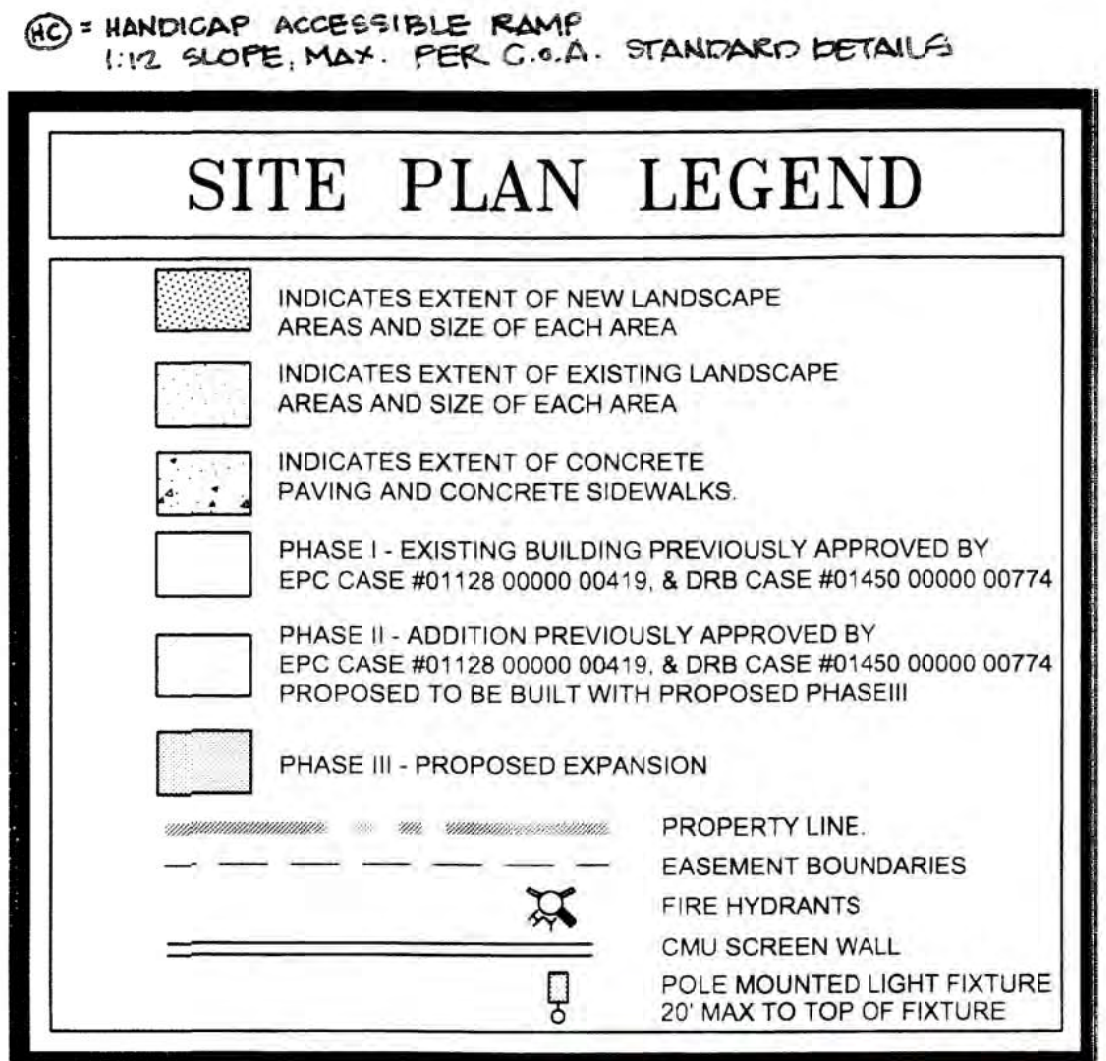 HC = HANDICAP ACCESSIBLE RAMP
1:12 SLOPE, MAX. PER C.O.A. STANDARD DETAILS
SITE PLAN LEGEND
INDICATES EXTENT OF NEW LANDSCAPE
AREAS AND SIZE OF EACH AREA
INDICATES EXTENT OF EXISTING LANDSCAPE
AREAS AND SIZE OF EACH AREA
INDICATES EXTENT OF CONCRETE
PAVING AND CONCRETE SIDEWALKS.
PHASE I - EXISTING BUILDING PREVIOUSLY APPROVED BY
EPC CASE #01128 00000 00419, & DRB CASE #01450 00000 00774
PHASE II - ADDITION PREVIOUSLY APPROVED BY
EPC CASE #01128 00000 00419, & DRB CASE #01450 00000 00774
PROPOSED TO BE BUILT WITH PROPOSED PHASEIII
PHASE III - PROPOSED EXPANSION
PROPERTY LINE.
EASEMENT BOUNDARIES
FIRE HYDRANTS
CMU SCREEN WALL
POLE MOUNTED LIGHT FIXTURE
20' MAX TO TOP OF FIXTURE